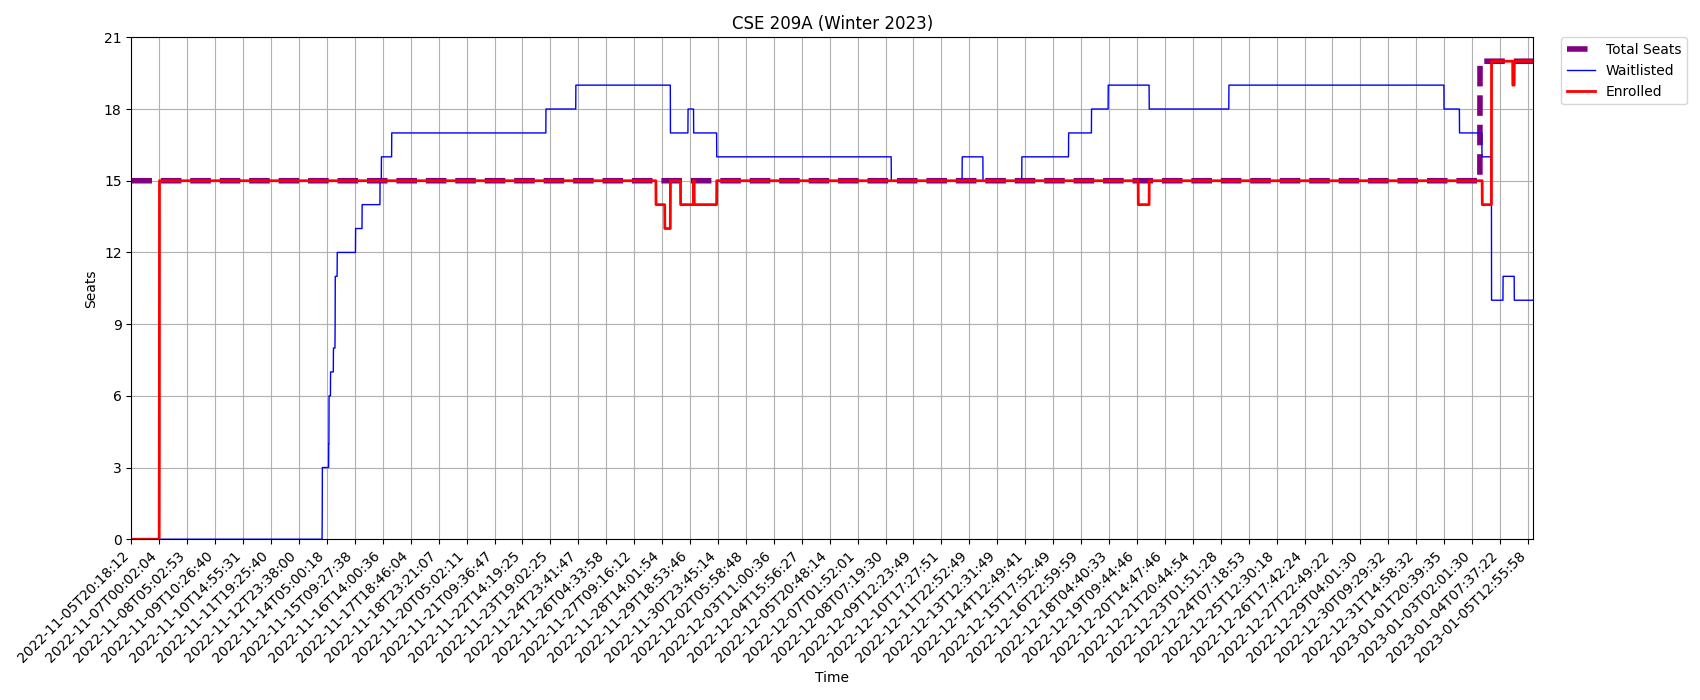 CSE 209A (Winter 2023)
Total Seats
Waitlisted
Enrolled
21
18
15
12
9
6
3
0
Seats
2022-11-05T20:18:12
2022-11-07T00:02:04
2022-11-08T05:02:53
2022-11-09T10:26:40
2022-11-10T14:55:31
2022-11-11T19:25:40
2022-11-12T23:38:00
2022-11-14T05:00:18
2022-11-15T09:27:38
2022-11-16T14:00:36
2022-11-17T18:46:04
2022-11-18T23:21:07
2022-11-20T05:02:11
2022-11-21T09:36:47
2022-11-22T14:19:25
2022-11-23T19:02:25
2022-11-24T23:41:47
2022-11-26T04:33:58
2022-11-27T09:16:12
2022-11-28T14:01:54
2022-11-29T18:53:46
2022-11-30T23:45:14
2022-12-02T05:58:48
2022-12-03T11:00:36
2022-12-04T15:56:27
2022-12-05T20:48:14
2022-12-07T01:52:01
2022-12-08T07:19:30
2022-12-09T12:23:49
2022-12-10T17:27:51
2022-12-11T22:52:49
2022-12-13T12:31:49
2022-12-14T12:49:41
2022-12-15T17:52:49
2022-12-16T22:59:59
2022-12-18T04:40:33
2022-12-19T09:44:46
2022-12-20T14:47:46
2022-12-21T20:44:54
2022-12-23T01:51:28
2022-12-24T07:18:53
2022-12-25T12:30:18
2022-12-26T17:42:24
2022-12-27T22:49:22
2022-12-29T04:01:30
2022-12-30T09:29:32
2022-12-31T14:58:32
2023-01-01T20:39:35
2023-01-03T02:01:30
2023-01-04T07:37:22
2023-01-05T12:55:58
Time